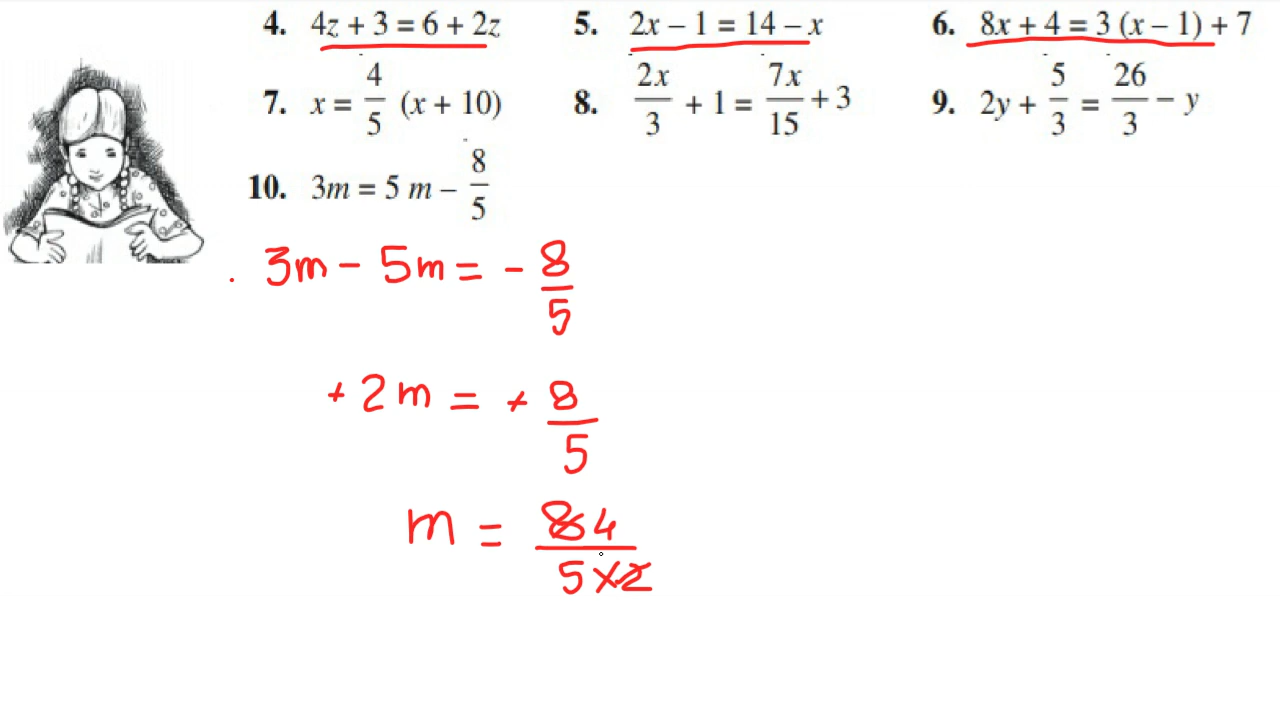 4. 4z + 3 = 6 + 2z 5. 2x – 1 = 14 – x 6. 8x + 4 = 3 (x – 1) + 7
7. x = 4/5 (x + 10) 8. 2x/3 + 1 = 7x/15 + 3 9. 2y + 5/3 = 26/3 – y
10. 3m = 5 m – 8/5
3m - 5m = - 8/5
+ 2m = + 8/5
m = 8 4/5 × 2